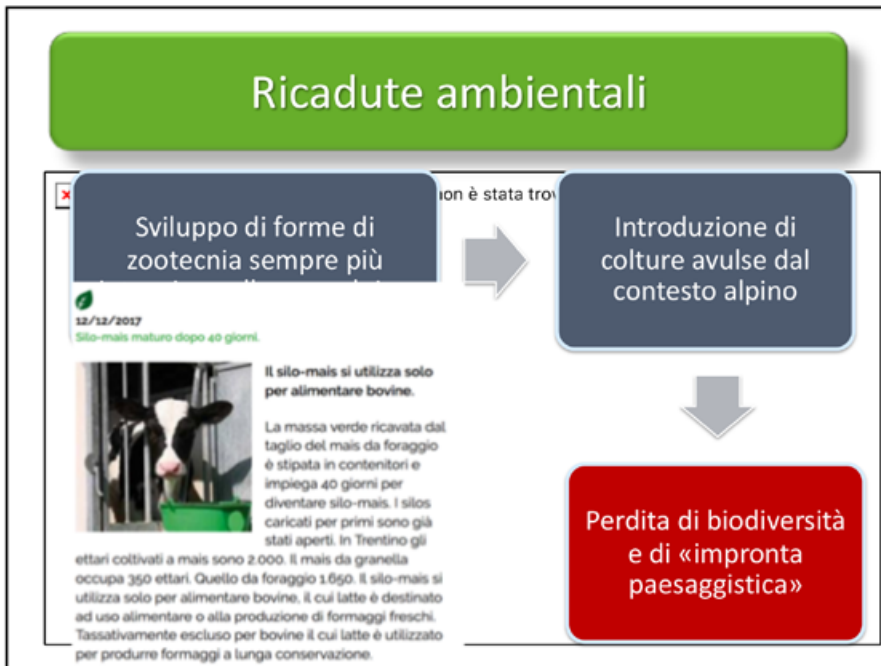 Ricadute ambientali
non è stata trov
Sviluppo di forme di
zootecnia sempre più
Introduzione di
colture avulse dal
contesto alpino
12/12/2017
Silo-mais maturo dopo 40 giorni.
Il silo-mais si utilizza solo
per alimentare bovine.
La massa verde ricavata dal
taglio del mais da foraggio
è stipata in contenitori e
impiega 40 giorni per
diventare silo-mais. I silos
caricati per primi sono già
stati aperti. In Trentino gli
ettari coltivati a mais sono 2.000. Il mais da granella
occupa 350 ettari. Quello da foraggio 1.650. Il silo-mais si
utilizza solo per alimentare bovine, il cui latte è destinato
ad uso alimentare o alla produzione di formaggi freschi.
Tassativamente escluso per bovine il cui latte è utilizzato
per produrre formaggi a lunga conservazione.
Perdita di biodiversità
e di «impronta
paesaggistica»